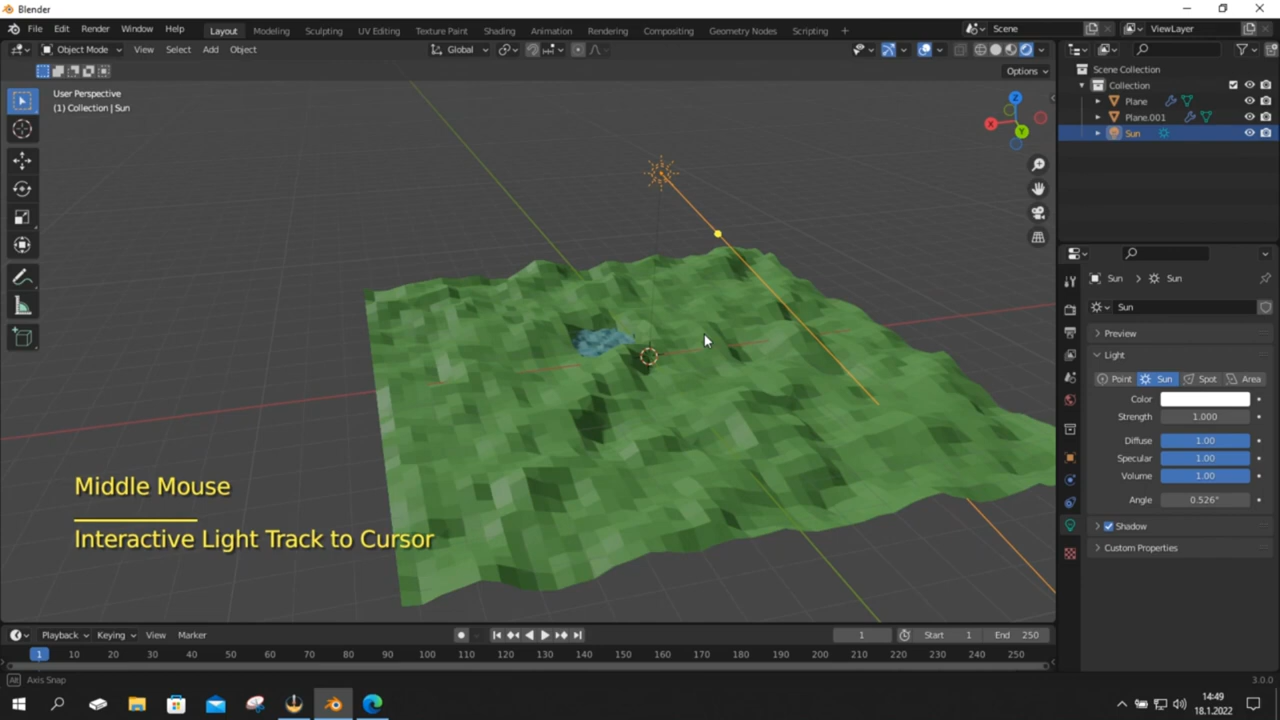 Blender
File Edit Render Window Help
Layout Modeling Sculpting UV Editing Texture Paint Shading Animation Rendering Compositing Geometry Nodes Scripting +
Scene
ViewLayer
Object Mode View Select Add Object
Global
Options
User Perspective
(1) Collection | Sun
Z
X
Y
Middle Mouse
Interactive Light Track to Cursor
Scene Collection
Collection
Plane
Plane.001
Sun
Sun > Sun
Sun
Preview
Light
Point Sun Spot Area
Color
Strength 1.000
Diffuse 1.00
Specular 1.00
Volume 1.00
Angle 0.526°
Shadow
Custom Properties
Playback Keying View Marker
1 Start 1 End 250
1 10 20 30 40 50 60 70 80 90 100 110 120 130 140 150 160 170 180 190 200 210 220 230 240 250
Alt Axis Snap
3.0.0
14:49
18.1.2022